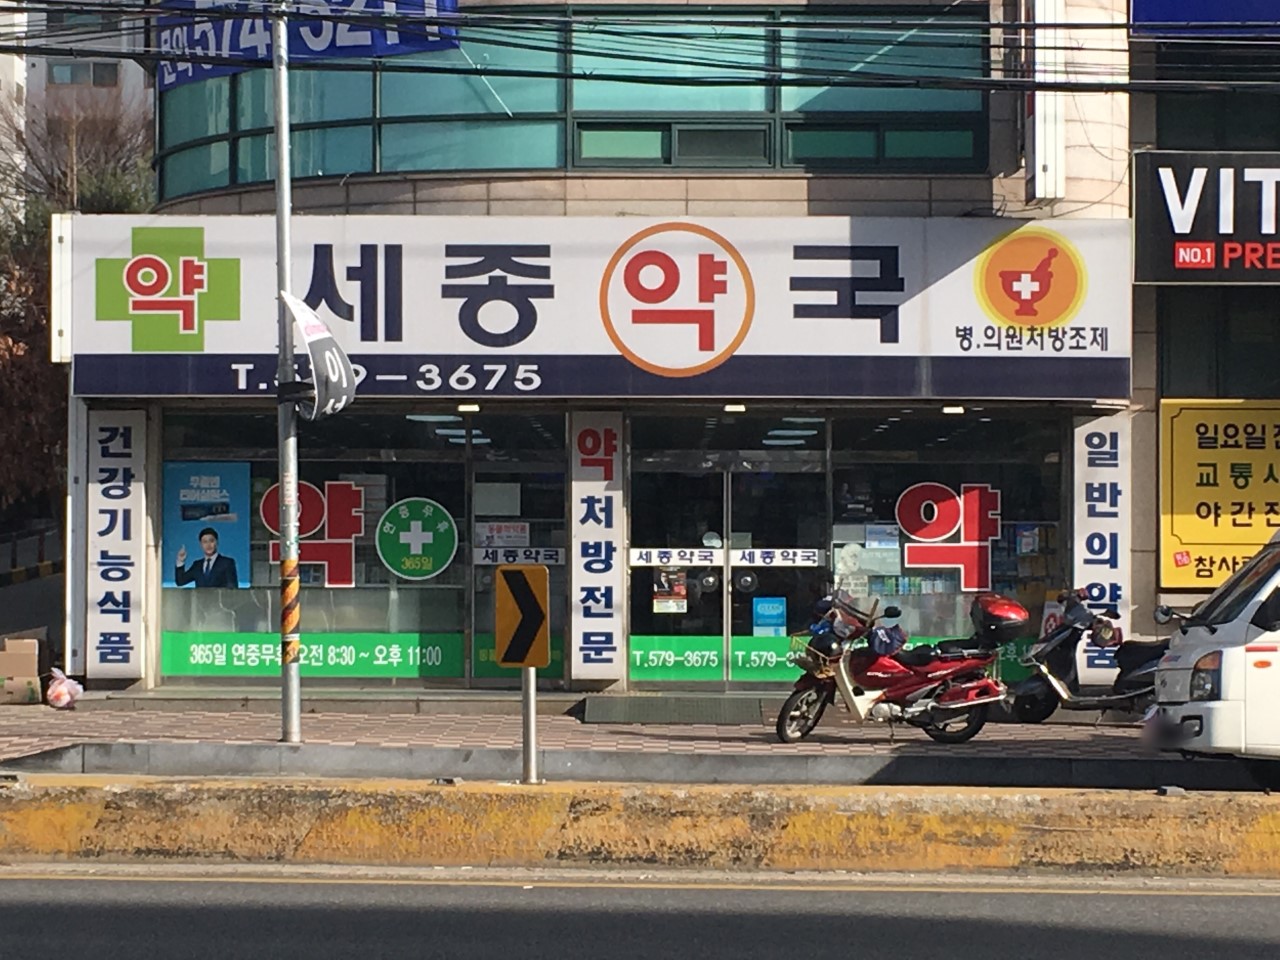 세종약국
약
병.의원처방조제
T.579-3675
VIT
NO.1 PRE
건강기능식품
약처방전문
일반의약품
약
365일
약
세종약국
세종약국
세종약국
365일 연중무휴 오전 8:30 ~ 오후 11:00
T.579-3675
일요일
교통사
야간진
참사